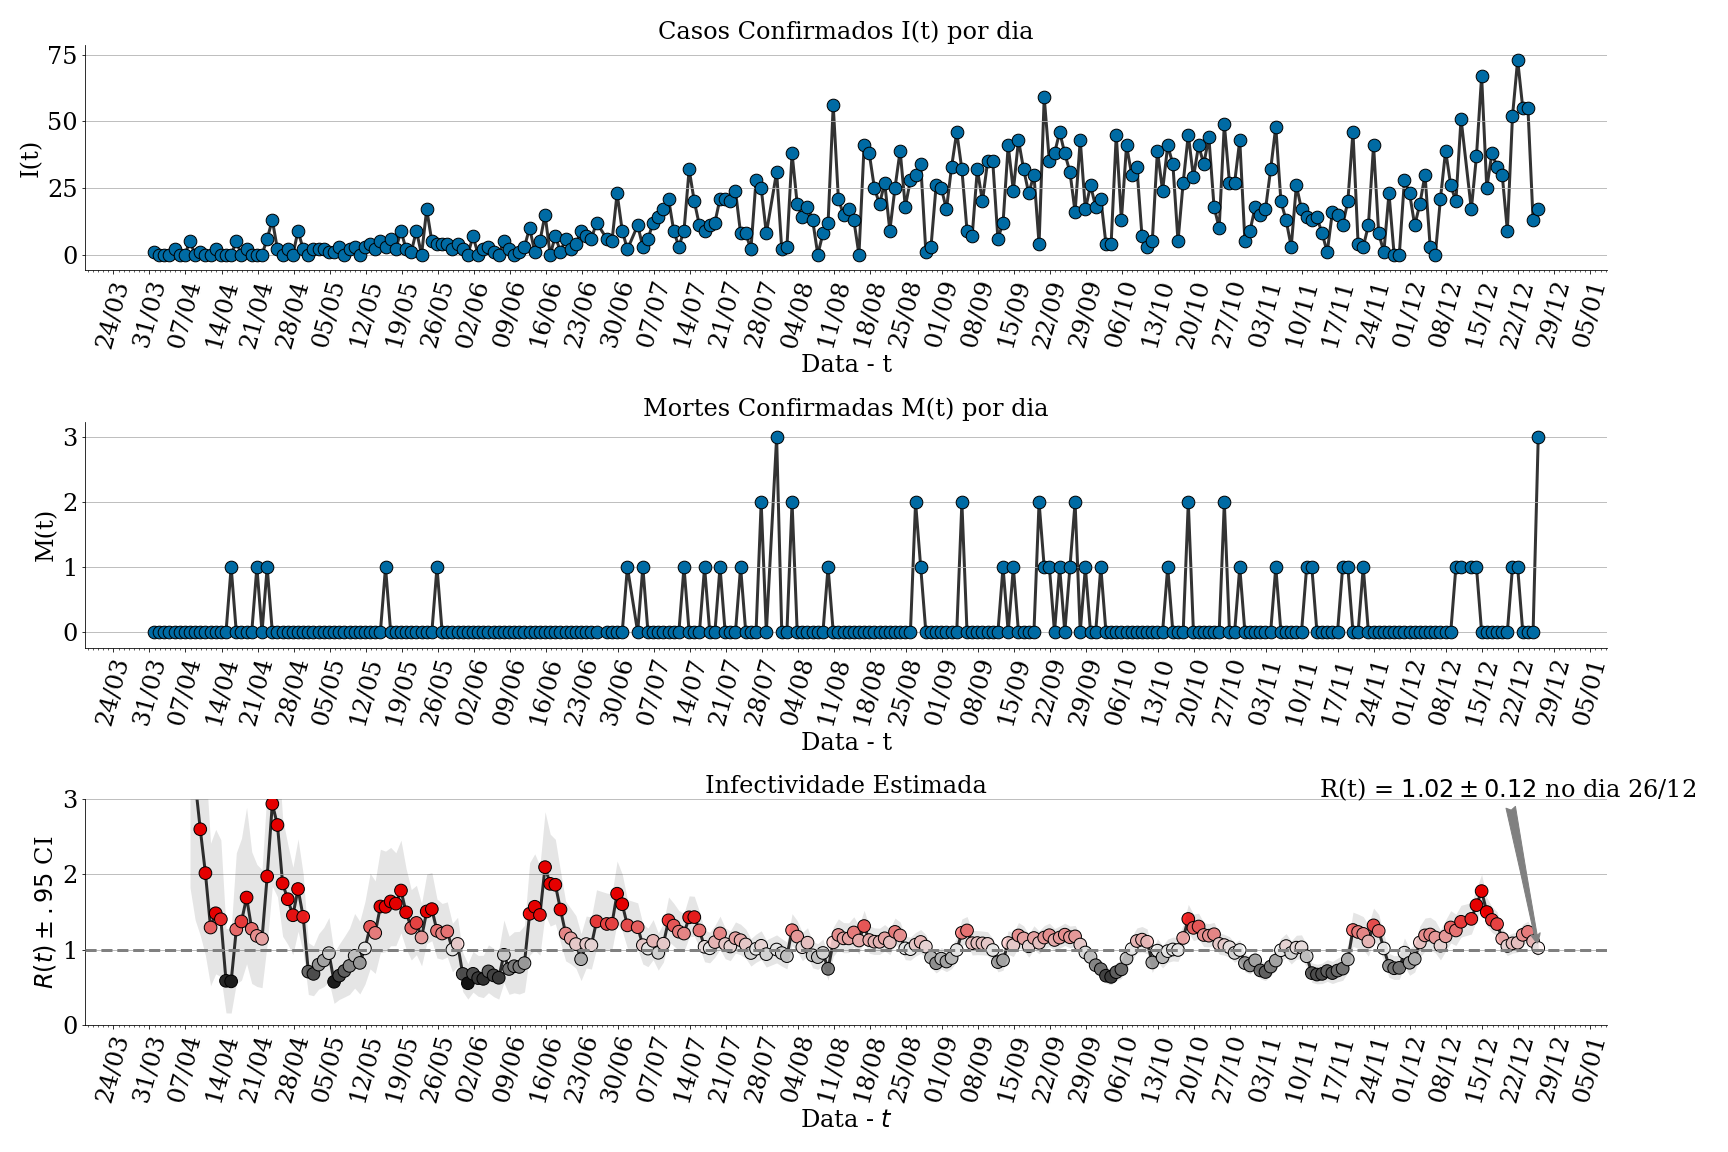 Casos Confirmados I(t) por dia
75
50
25
0
I(t)
24/03 31/03 07/04 14/04 21/04 28/04 05/05 12/05 19/05 26/05 02/06 09/06 16/06 23/06 30/06 07/07 14/07 21/07 28/07 04/08 11/08 18/08 25/08 01/09 08/09 15/09 22/09 29/09 06/10 13/10 20/10 27/10 03/11 10/11 17/11 24/11 01/12 08/12 15/12 22/12 29/12 05/01
Data - t
Mortes Confirmadas M(t) por dia
3
2
1
0
M(t)
24/03 31/03 07/04 14/04 21/04 28/04 05/05 12/05 19/05 26/05 02/06 09/06 16/06 23/06 30/06 07/07 14/07 21/07 28/07 04/08 11/08 18/08 25/08 01/09 08/09 15/09 22/09 29/09 06/10 13/10 20/10 27/10 03/11 10/11 17/11 24/11 01/12 08/12 15/12 22/12 29/12 05/01
Data - t
Infectividade Estimada
R(t) = 1.02 ± 0.12 no dia 26/12
3
2
1
0
R(t) ± .95 CI
24/03 31/03 07/04 14/04 21/04 28/04 05/05 12/05 19/05 26/05 02/06 09/06 16/06 23/06 30/06 07/07 14/07 21/07 28/07 04/08 11/08 18/08 25/08 01/09 08/09 15/09 22/09 29/09 06/10 13/10 20/10 27/10 03/11 10/11 17/11 24/11 01/12 08/12 15/12 22/12 29/12 05/01
Data - t